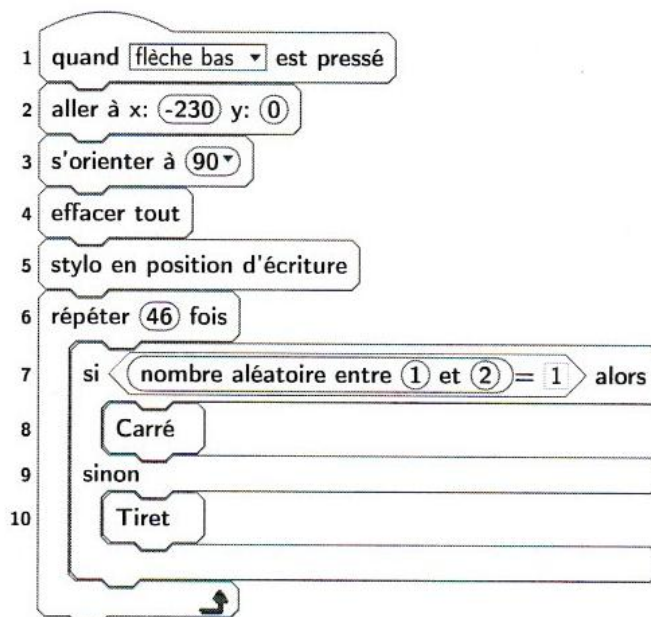 1 quand flèche bas ▼ est pressé
2 aller à x: -230 y: 0
3 s'orienter à 90▼
4 effacer tout
5 stylo en position d'écriture
6 répéter 46 fois
7 si nombre aléatoire entre 1 et 2 = 1 alors
8 Carré
9 sinon
10 Tiret